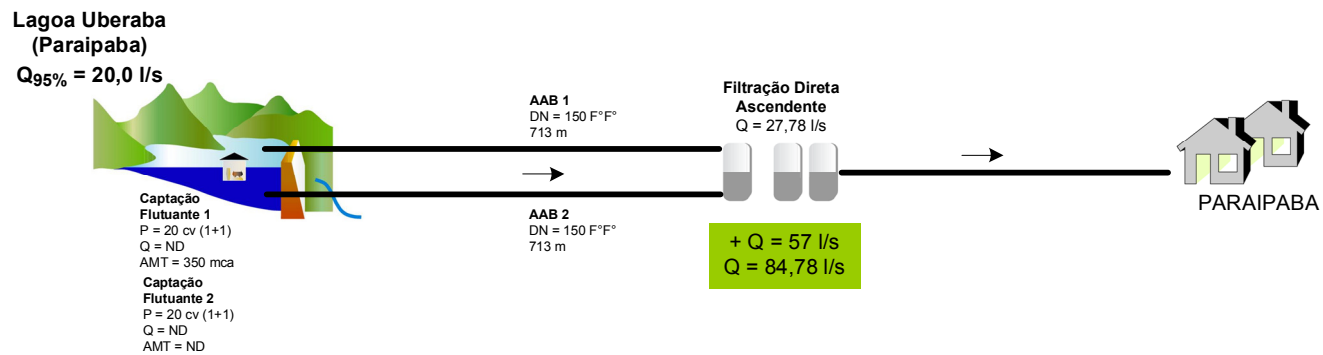 Lagoa Uberaba
(Paraipaba)
Q95% = 20,0 l/s
Captação
Flutuante 1
P = 20 cv (1+1)
Q = ND
AMT = 350 mca
Captação
Flutuante 2
P = 20 cv (1+1)
Q = ND
AMT = ND
AAB 1
DN = 150 F°F°
713 m
AAB 2
DN = 150 F°F°
713 m
Filtração Direta
Ascendente
Q = 27,78 l/s
+ Q = 57 l/s
Q = 84,78 l/s
PARAIPABA